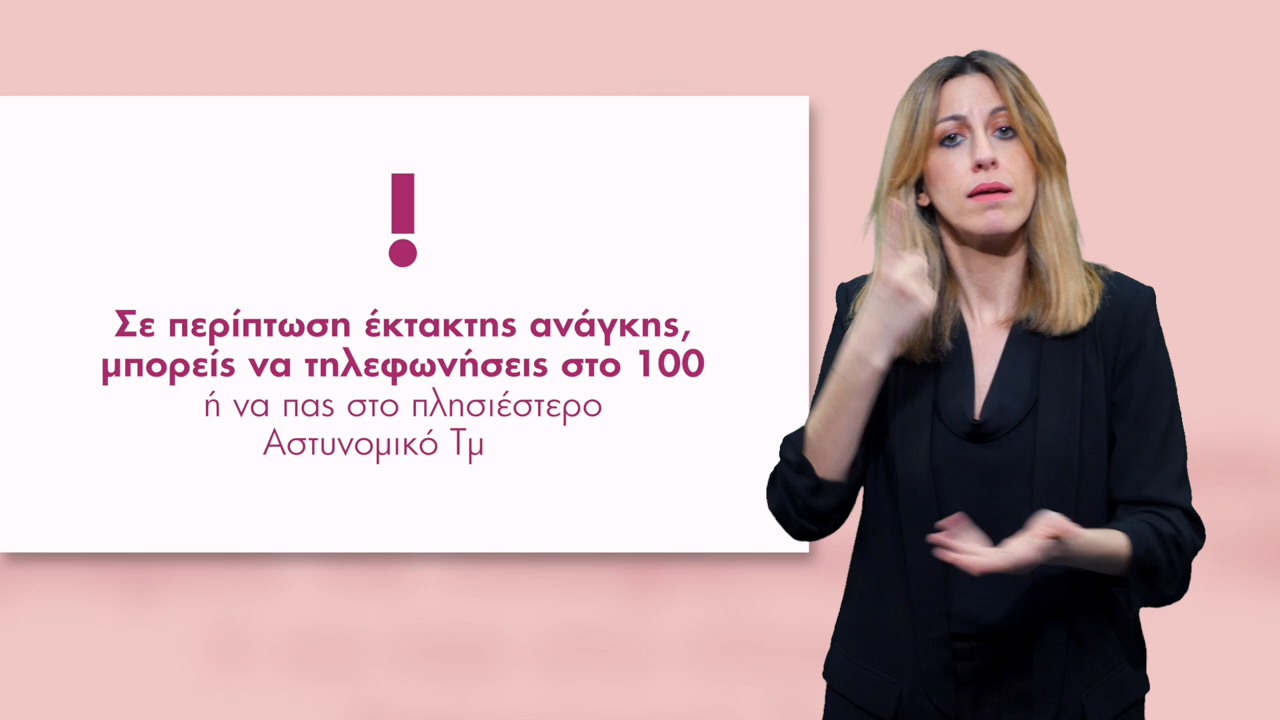 !
Σε περίπτωση έκτακτης ανάγκης,
μπορείς να τηλεφωνήσεις στο 100
ή να πας στο πλησιέστερο
Αστυνομικό Τμ